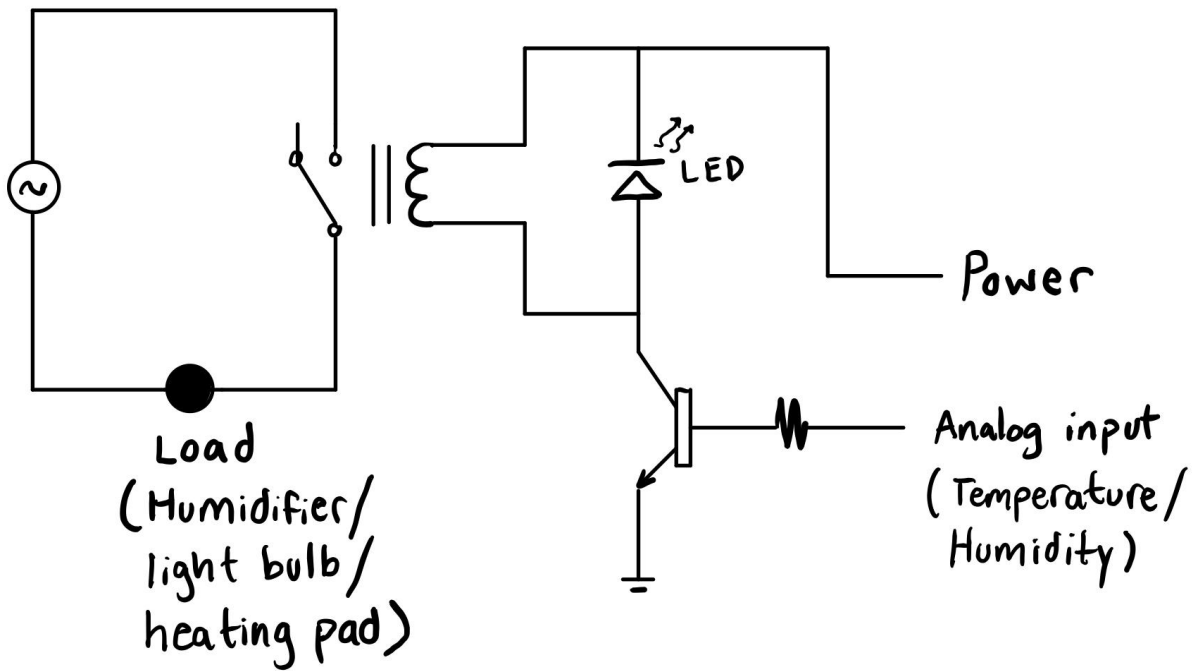 LED
Power
Analog input
(Temperature/
Humidity)
Load
(Humidifier/
light bulb/
heating pad)